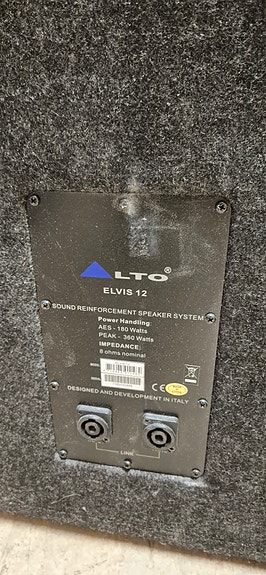 ALTO®
ELVIS 12
SOUND REINFORCEMENT SPEAKER SYSTEM
Power Handling:
AES - 180 Watts
PEAK - 360 Watts
IMPEDANCE:
8 ohms nominal
CE
DESIGNED AND DEVELOPMENT IN ITALY
LINK